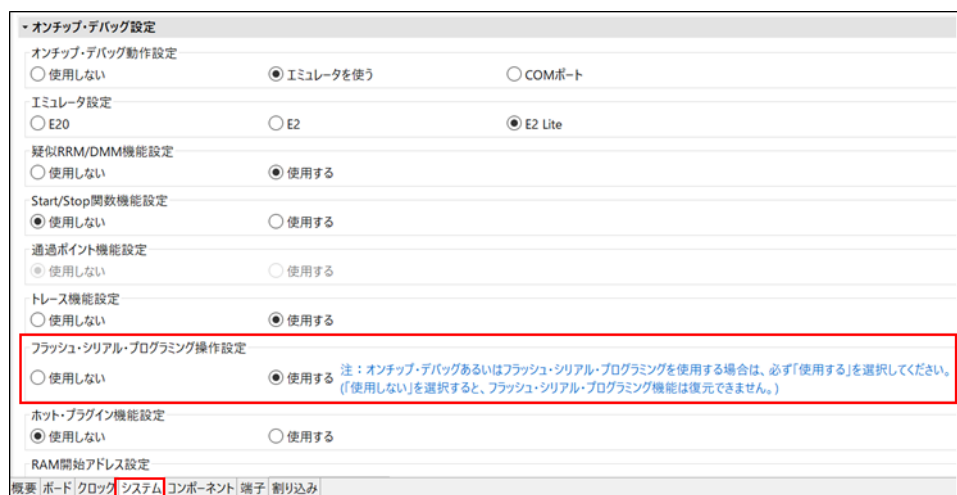 オンチップ・デバッグ設定
オンチップ・デバッグ動作設定
使用しない エミュレータを使う COMポート
エミュレータ設定
E20 E2 E2 Lite
疑似RRM/DMM機能設定
使用しない 使用する
Start/Stop関数機能設定
使用しない 使用する
通過ポイント機能設定
使用しない 使用する
トレース機能設定
使用しない 使用する
フラッシュ・シリアル・プログラミング操作設定
使用しない 使用する 注：オンチップ・デバッグあるいはフラッシュ・シリアル・プログラミングを使用する場合は、必ず「使用する」を選択してください。
(「使用しない」を選択すると、フラッシュ・シリアル・プログラミング機能は復元できません。)
ホット・プラグイン機能設定
使用しない 使用する
RAM開始アドレス設定
概要 ボード クロック システム コンポーネント 端子 割り込み